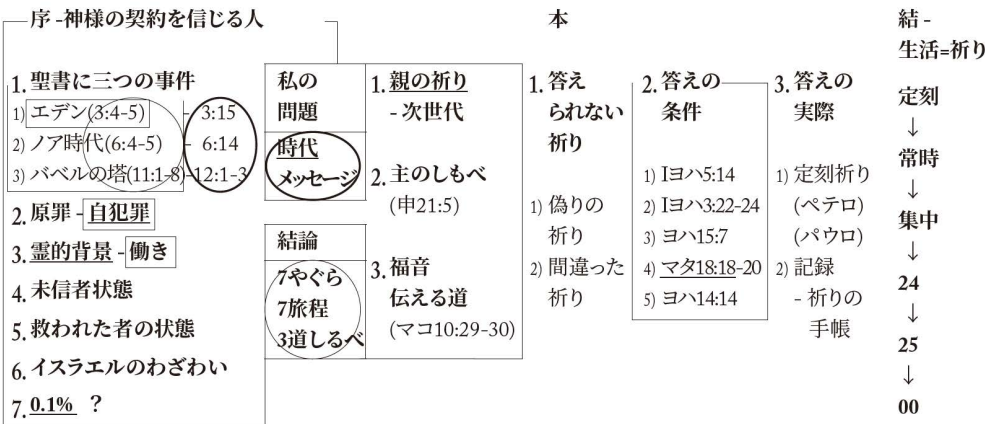 序 -神様の契約を信じる人
1. 聖書に三つの事件
1) エデン(3:4-5) - 3:15
2) ノア時代(6:4-5) - 6:14
3) バベルの塔(11:1-8)-12:1-3
2. 原罪 - 自犯罪
3. 霊的背景 - 働き
4. 未信者状態
5. 救われた者の状態
6. イスラエルのわざわい
7. 0.1% ?
私の
問題
時代
メッセージ
結論
7やぐら
7旅程
3道しるべ
1. 親の祈り
- 次世代
2. 主のしもべ
(申21:5)
3. 福音
伝える道
(マコ10:29-30)
本
1. 答え
られない
祈り
1) 偽りの
祈り
2) 間違った
祈り
2. 答えの
条件
1) Iヨハ5:14
2) Iヨハ3:22-24
3) ヨハ15:7
4) マタ18:18-20
5) ヨハ14:14
3. 答えの
実際
1) 定刻祈り
(ペテロ)
(パウロ)
2) 記録
- 祈りの
手帳
結 -
生活=祈り
定刻
↓
常時
↓
集中
↓
24
↓
25
↓
00